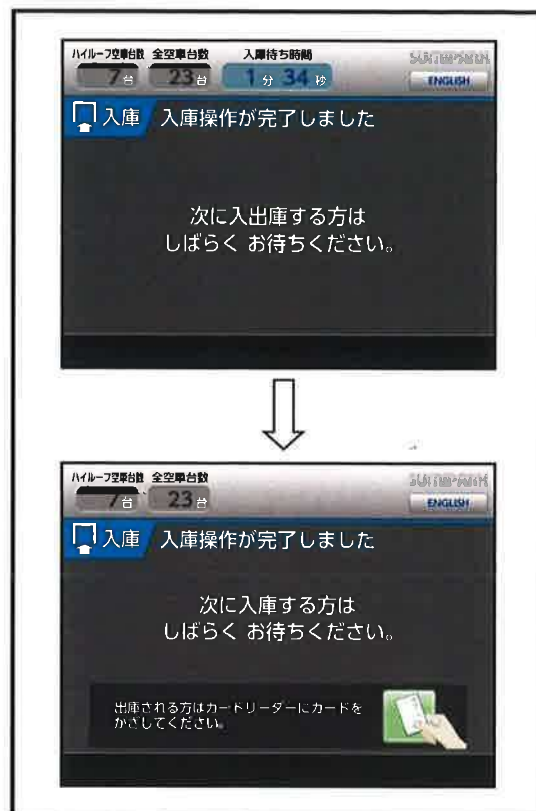 ハイルーフ空車台数 全空車台数 入庫待ち時間
7台 23台 1分34秒
ENGLISH
入庫 入庫操作が完了しました
次に入出庫する方は
しばらく お待ちください。
ハイルーフ空車台数 全空車台数
7台 23台
ENGLISH
入庫 入庫操作が完了しました
次に入庫する方は
しばらく お待ちください。
出庫される方はカードリーダーにカードを
かざしてください。